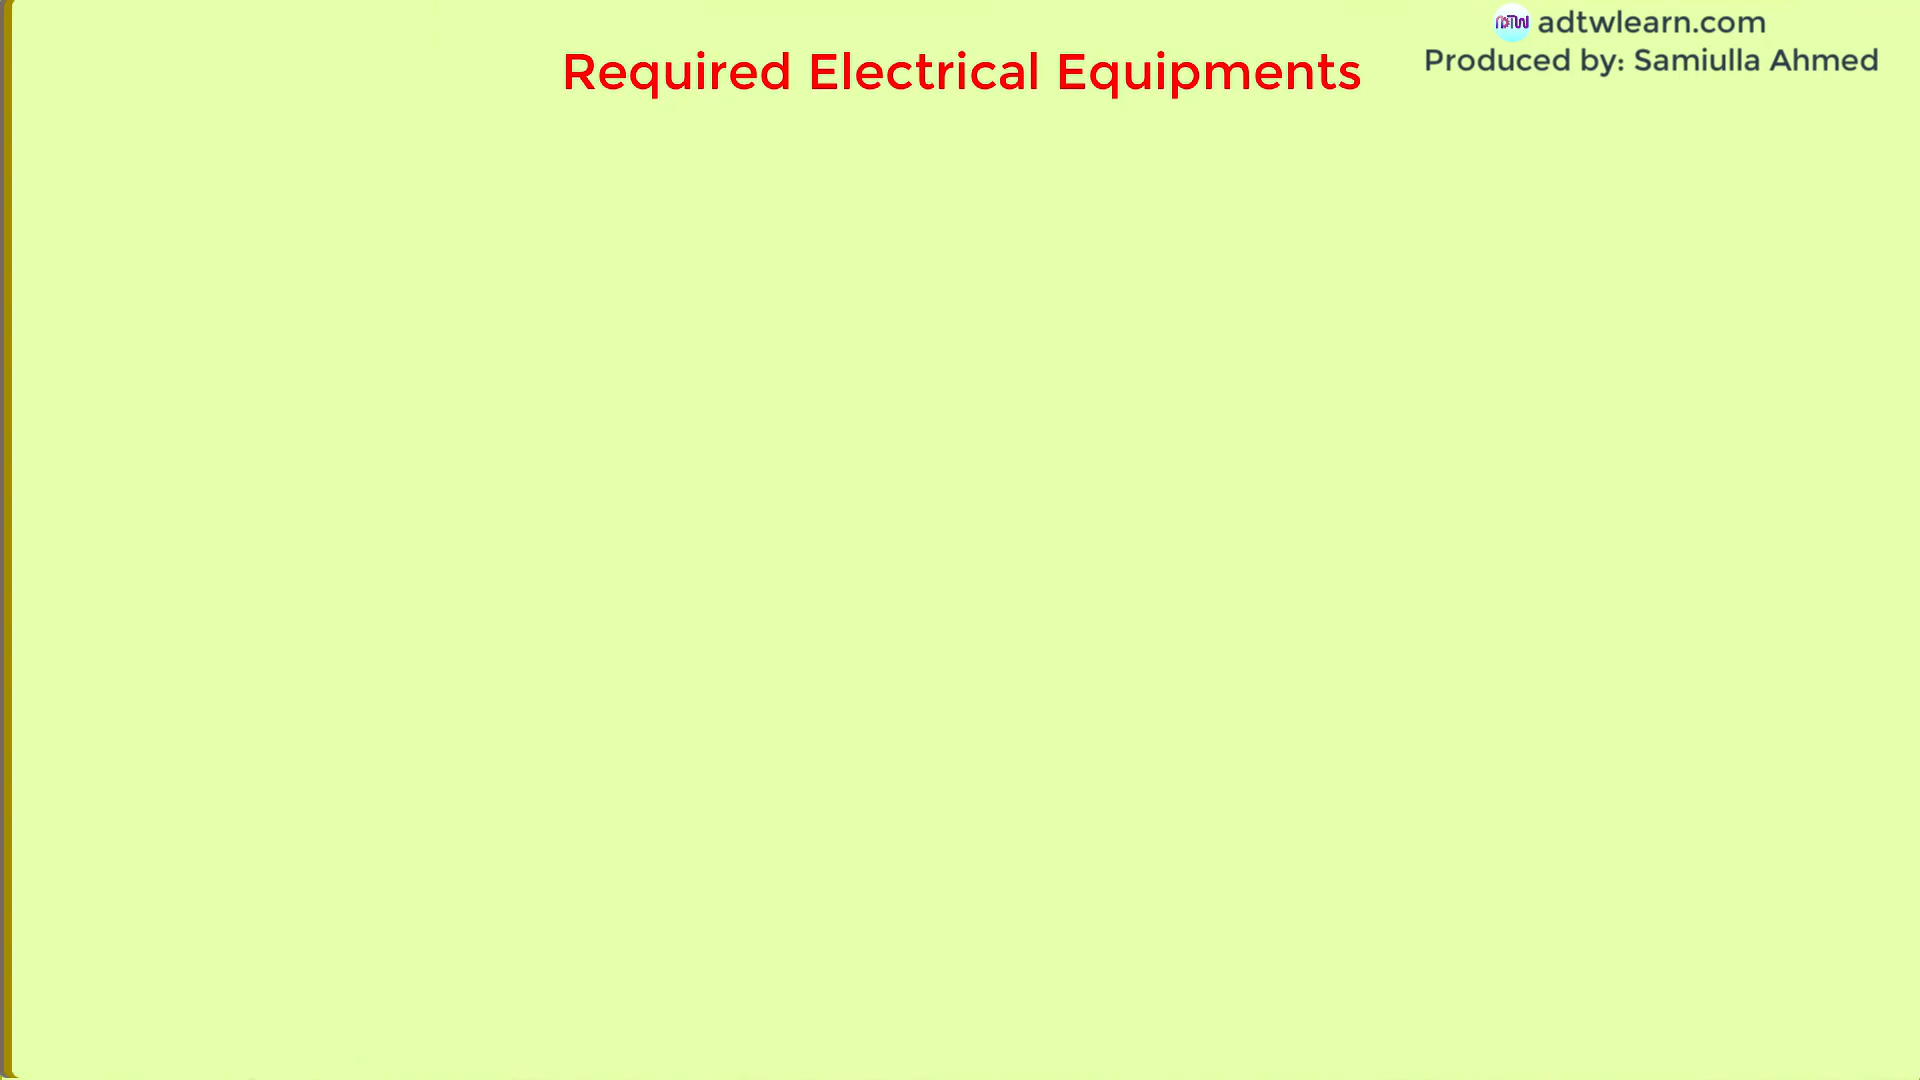 adtwlearn.com
Produced by: Samiulla Ahmed
Required Electrical Equipments